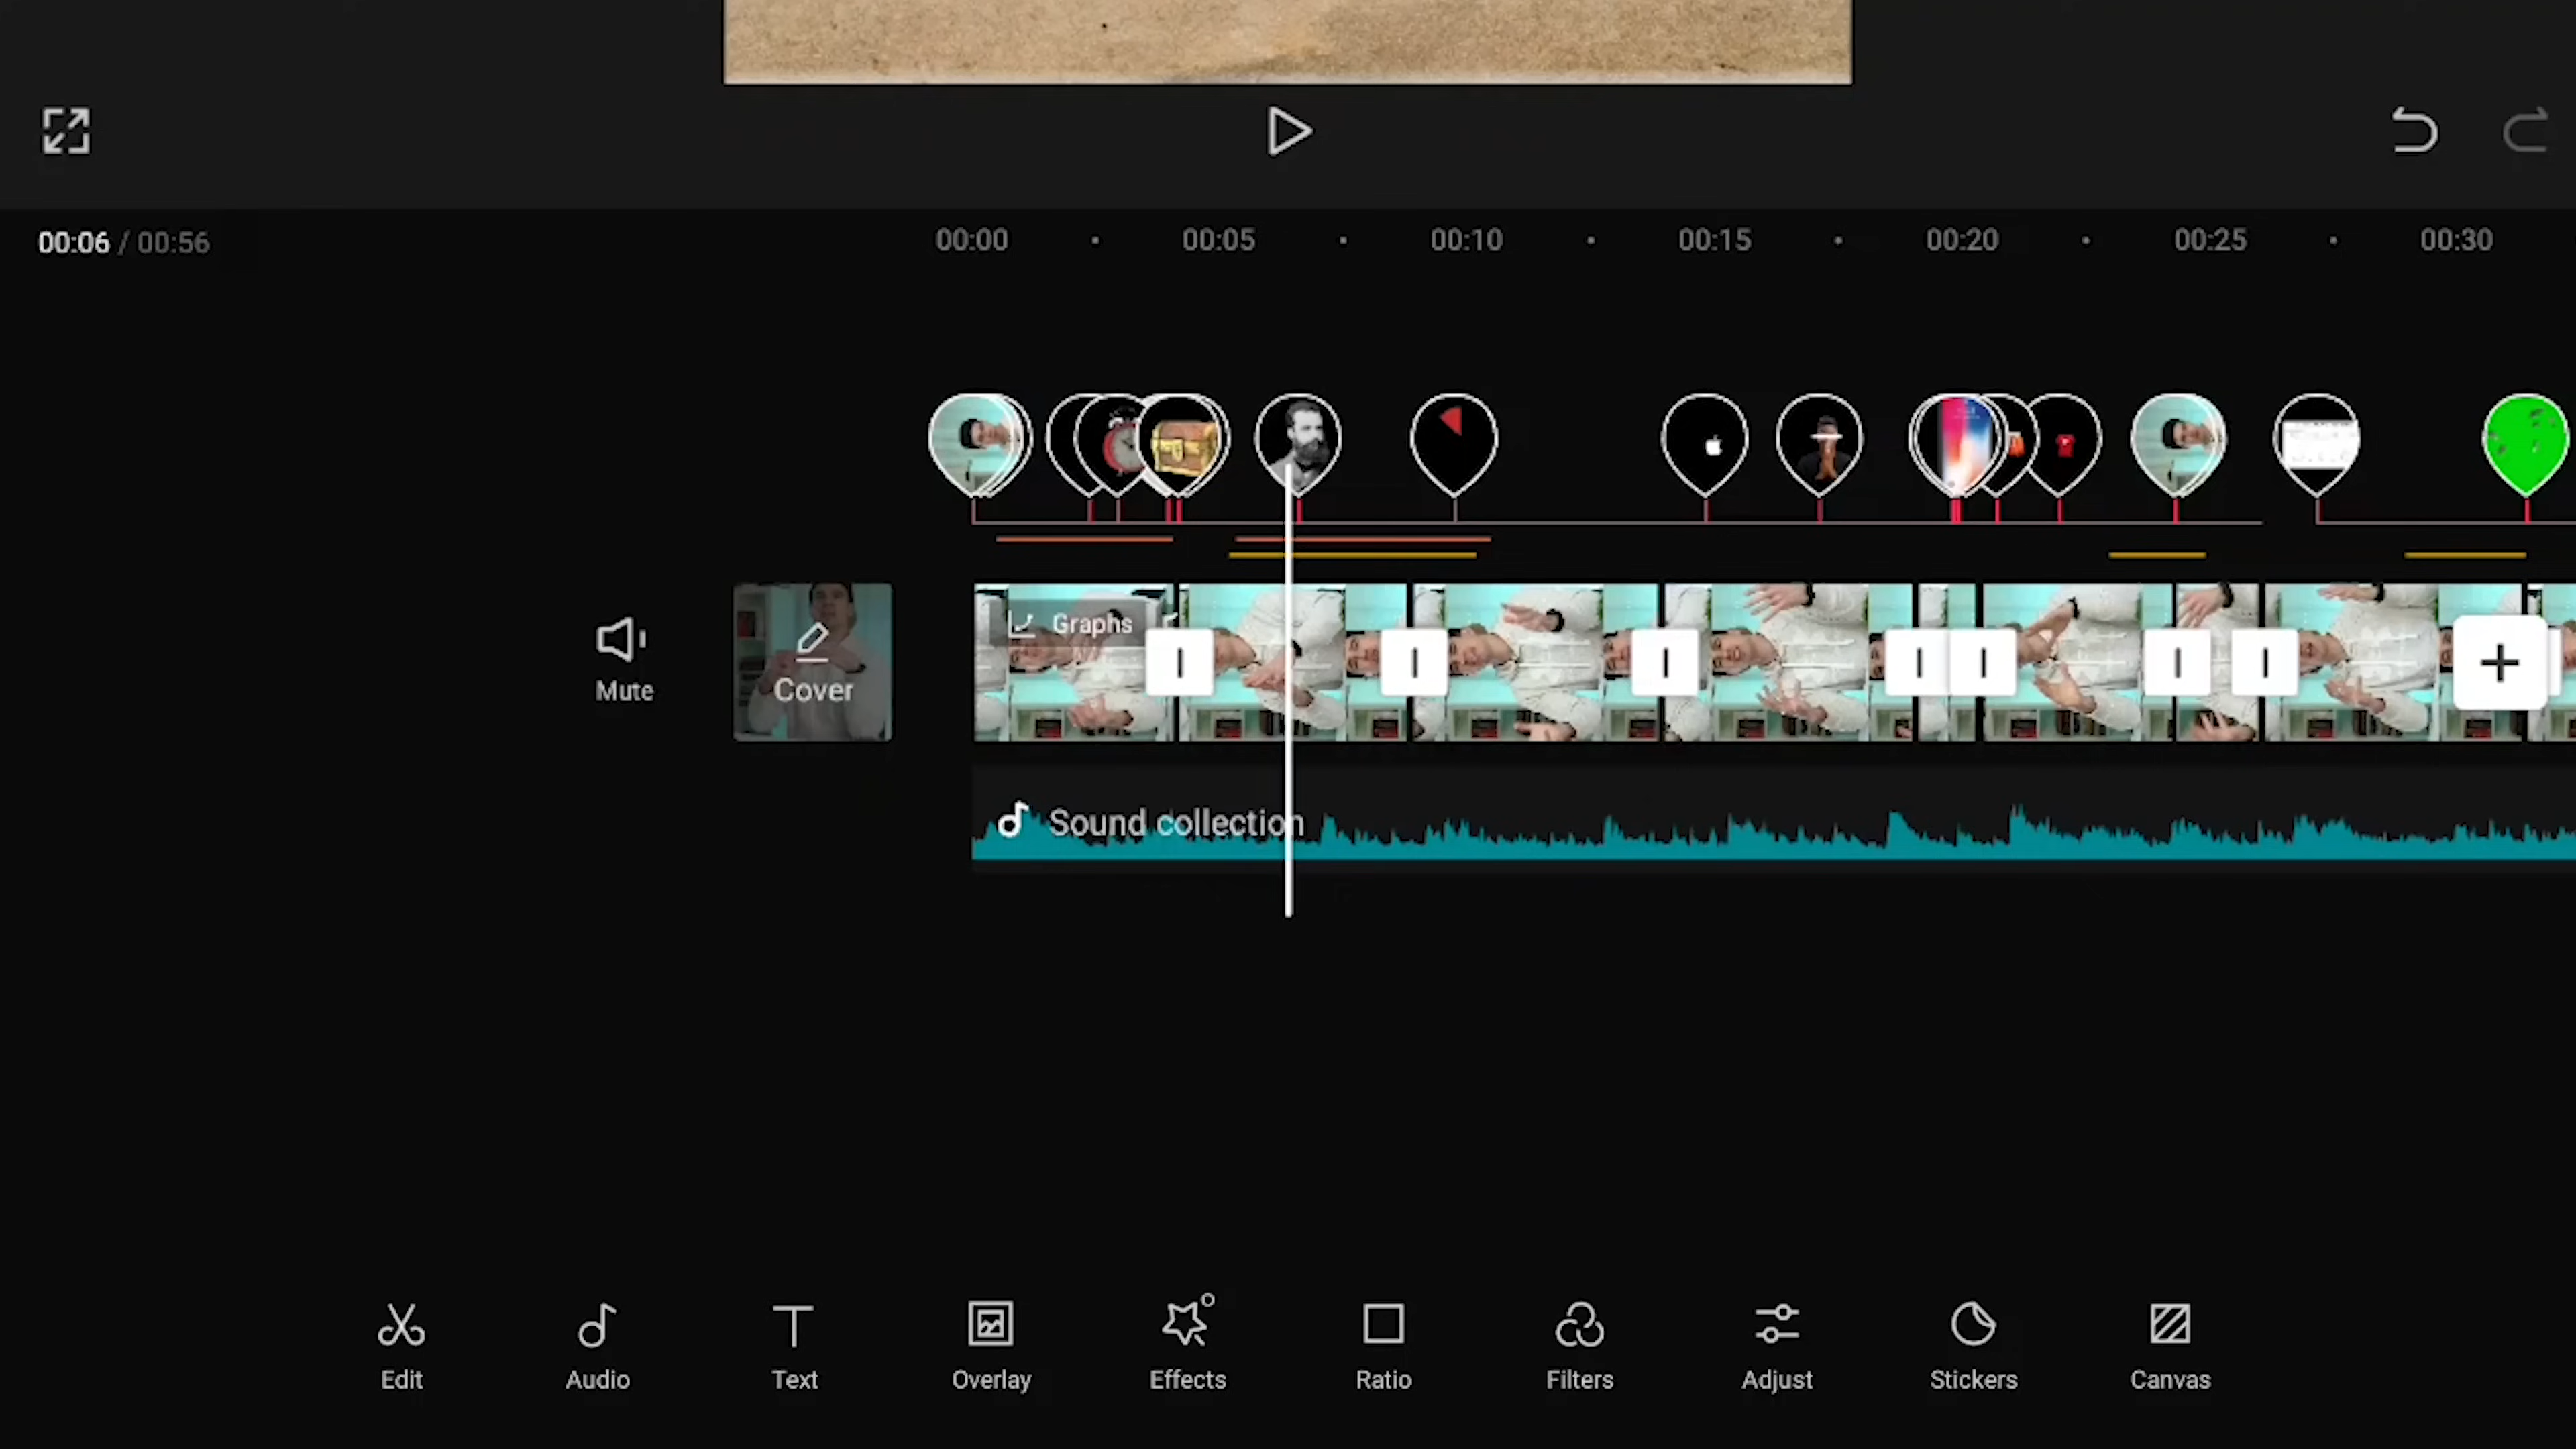 00:06 / 00:56
00:00 00:05 00:10 00:15 00:20 00:25 00:30
Graphs
Mute
Cover
Sound collection
Edit Audio Text Overlay Effects Ratio Filters Adjust Stickers Canvas